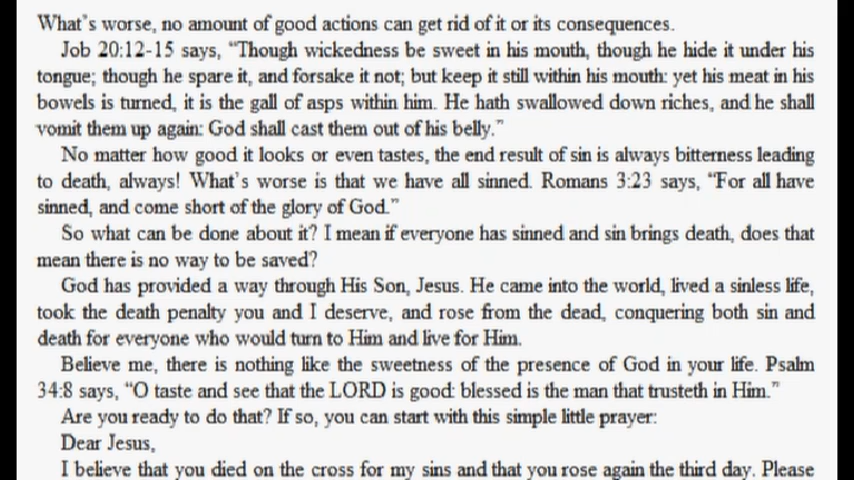 What's worse, no amount of good actions can get rid of it or its consequences.
Job 20:12-15 says, "Though wickedness be sweet in his mouth, though he hide it under his
tongue; though he spare it, and forsake it not; but keep it still within his mouth: yet his meat in his
bowels is turned, it is the gall of asps within him. He hath swallowed down riches, and he shall
vomit them up again: God shall cast them out of his belly."
No matter how good it looks or even tastes, the end result of sin is always bitterness leading
to death, always! What's worse is that we have all sinned. Romans 3:23 says, "For all have
sinned, and come short of the glory of God."
So what can be done about it? I mean if everyone has sinned and sin brings death, does that
mean there is no way to be saved?
God has provided a way through His Son, Jesus. He came into the world, lived a sinless life,
took the death penalty you and I deserve, and rose from the dead, conquering both sin and
death for everyone who would turn to Him and live for Him.
Believe me, there is nothing like the sweetness of the presence of God in your life. Psalm
34:8 says, "O taste and see that the LORD is good: blessed is the man that trusteth in Him."
Are you ready to do that? If so, you can start with this simple little prayer:
Dear Jesus,
I believe that you died on the cross for my sins and that you rose again the third day. Please